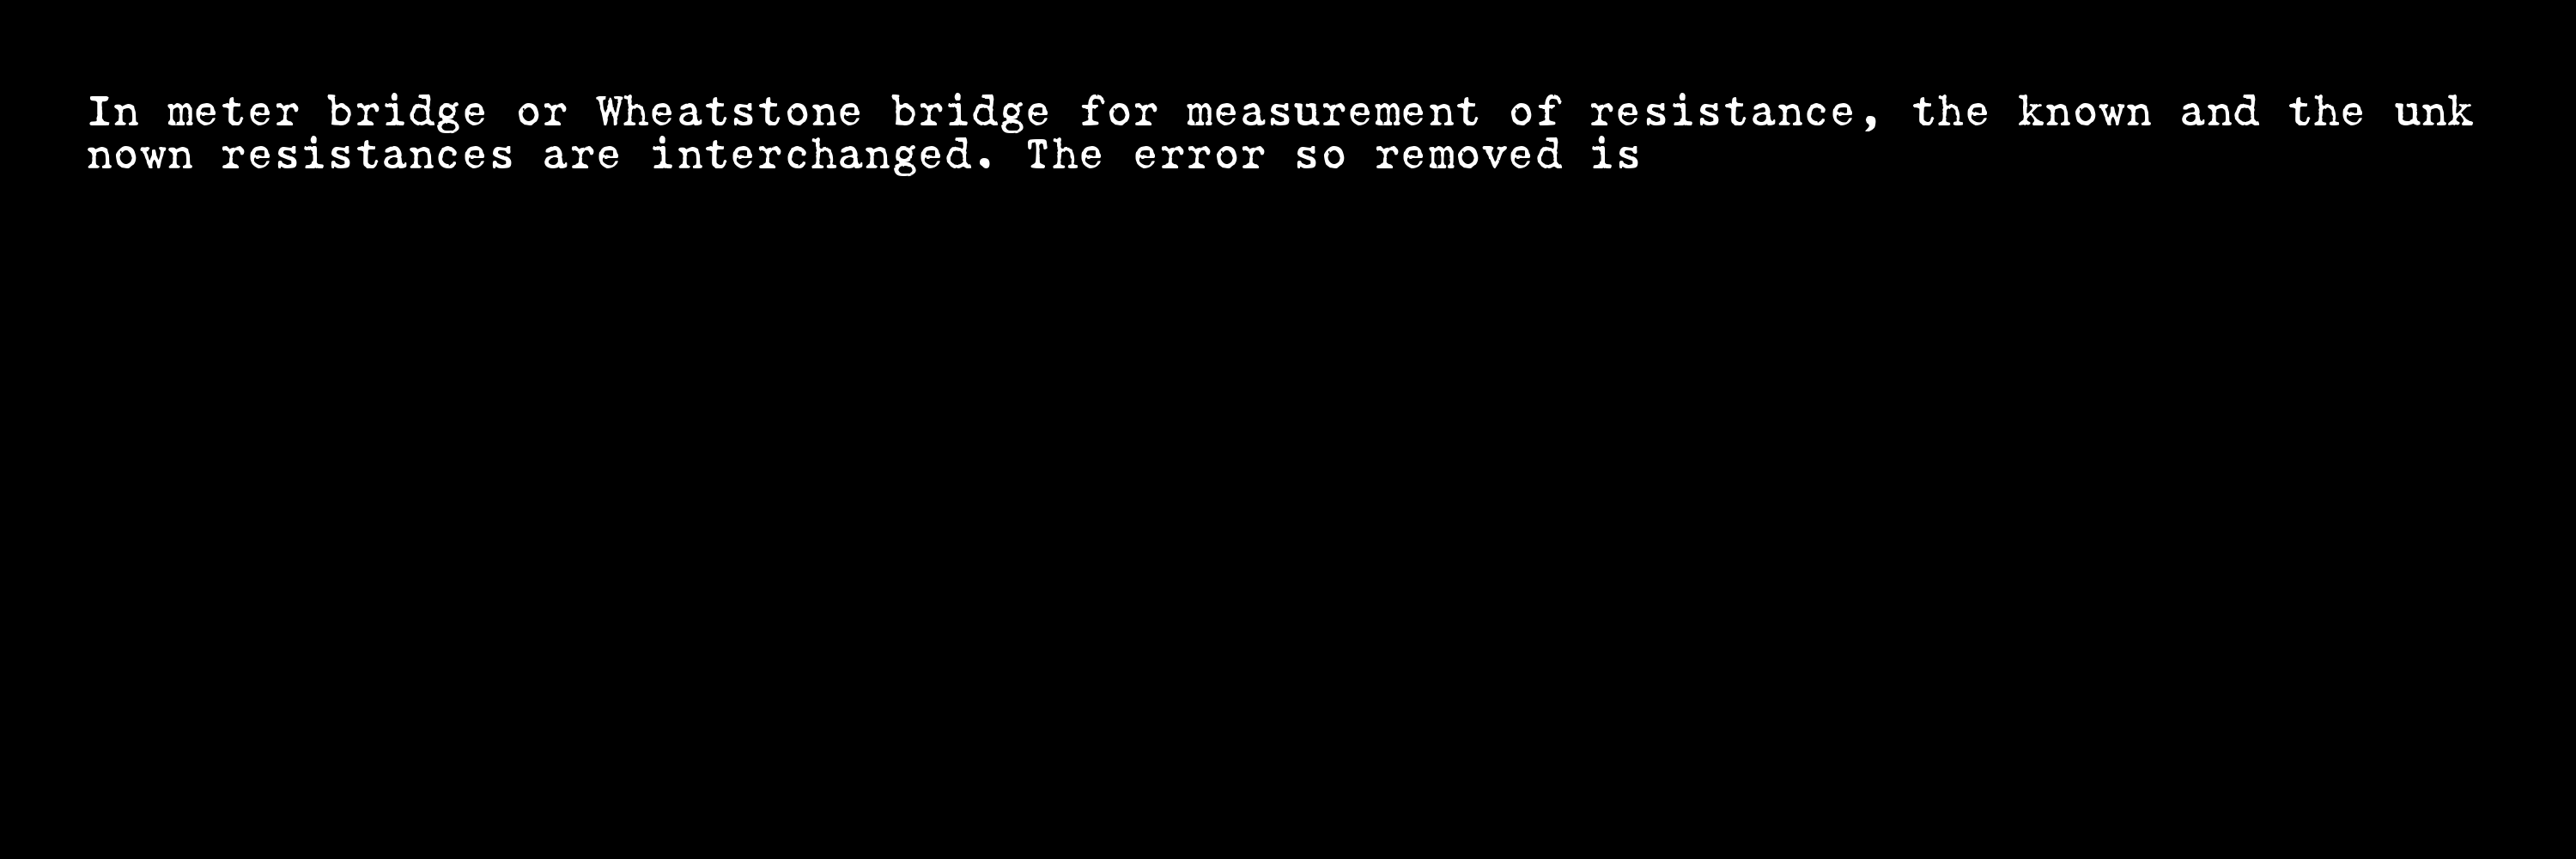 In meter bridge or Wheatstone bridge for measurement of resistance, the known and the unk
nown resistances are interchanged. The error so removed is